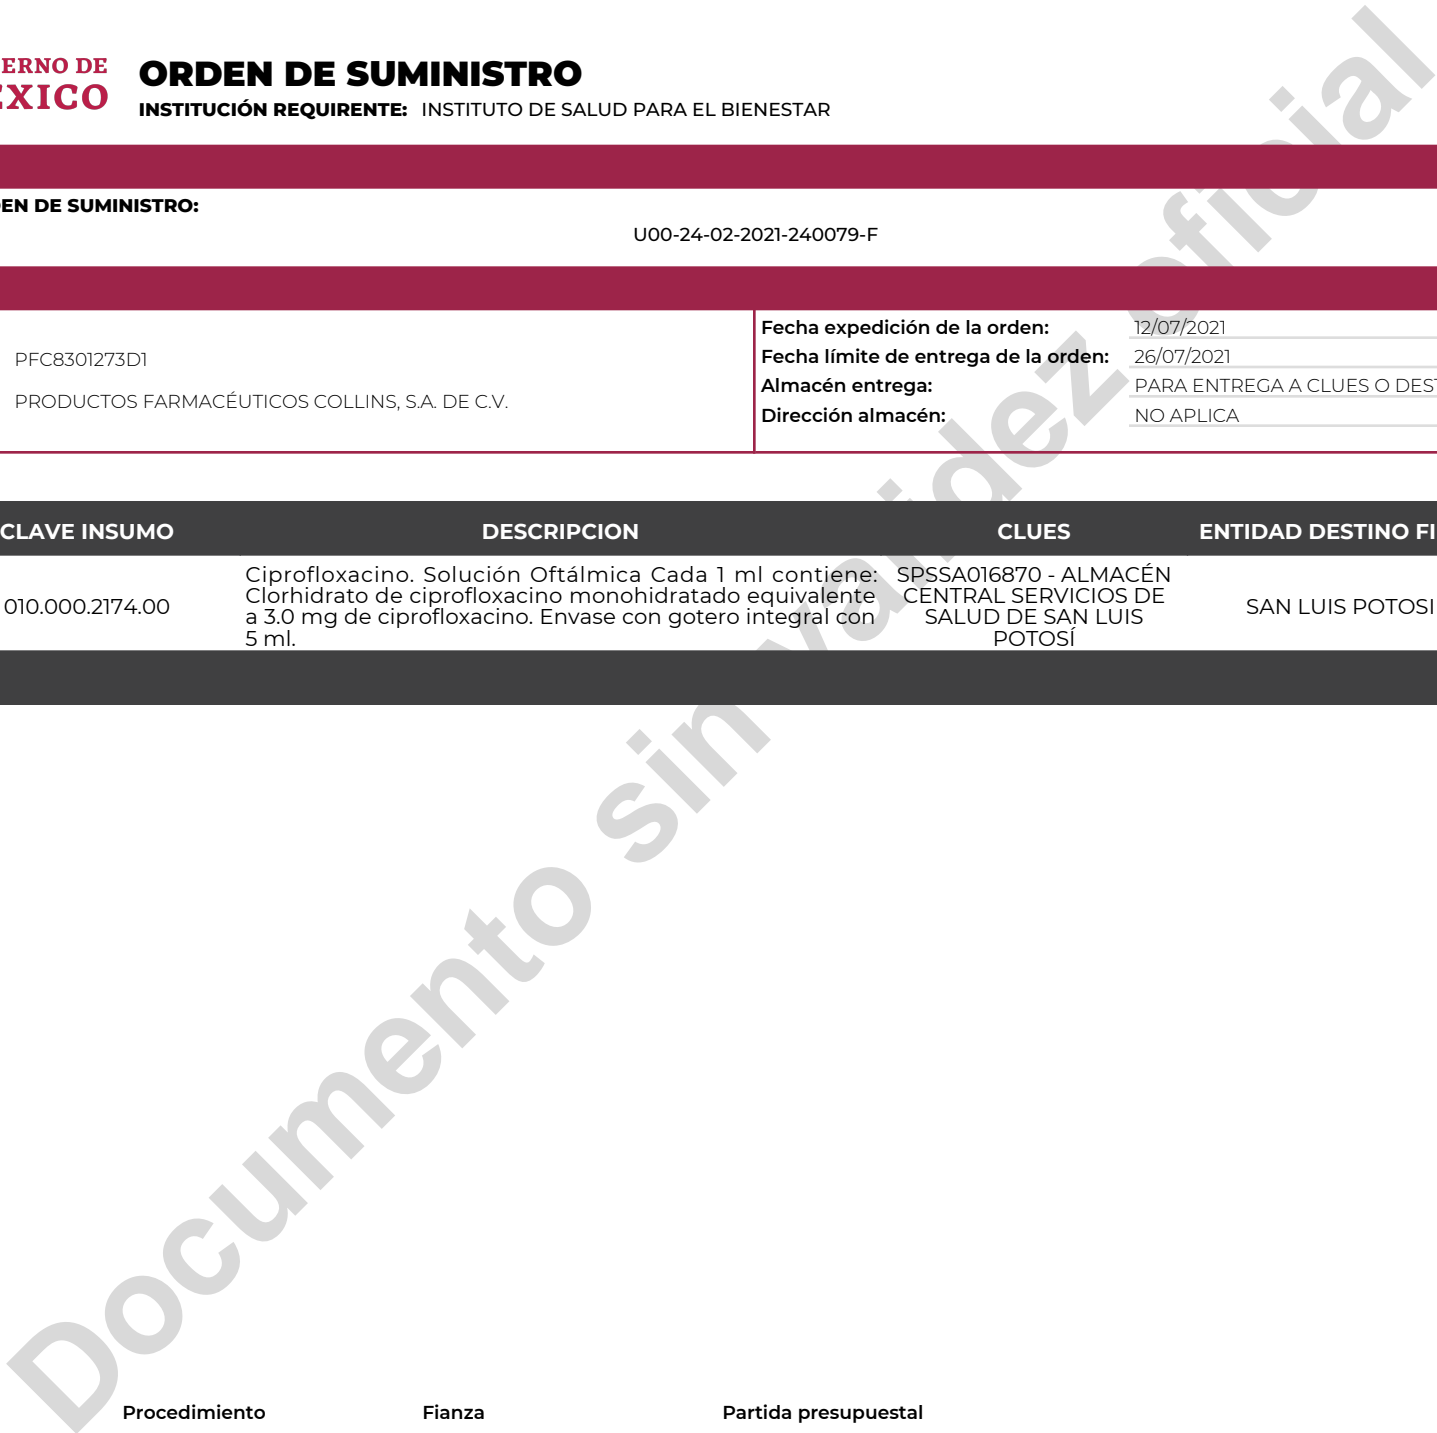 ERNO DE
ORDEN DE SUMINISTRO
XICO
INSTITUCIÓN REQUIRENTE: INSTITUTO DE SALUD PARA EL BIENESTAR
EN DE SUMINISTRO:
U00-24-02-2021-240079-F
PFC8301273D1
PRODUCTOS FARMACÉUTICOS COLLINS, S.A. DE C.V.
Fecha expedición de la orden: 12/07/2021
Fecha límite de entrega de la orden: 26/07/2021
Almacén entrega: PARA ENTREGA A CLUES O DEST
Dirección almacén: NO APLICA
CLAVE INSUMO DESCRIPCION CLUES ENTIDAD DESTINO FI
010.000.2174.00
Ciprofloxacino. Solución Oftálmica Cada 1 ml contiene:
Clorhidrato de ciprofloxacino monohidratado equivalente
a 3.0 mg de ciprofloxacino. Envase con gotero integral con
5 ml.
SPSSA016870 - ALMACÉN
CENTRAL SERVICIOS DE
SALUD DE SAN LUIS
POTOSÍ
SAN LUIS POTOSI
Documento sin validez oficial
Procedimiento Fianza Partida presupuestal